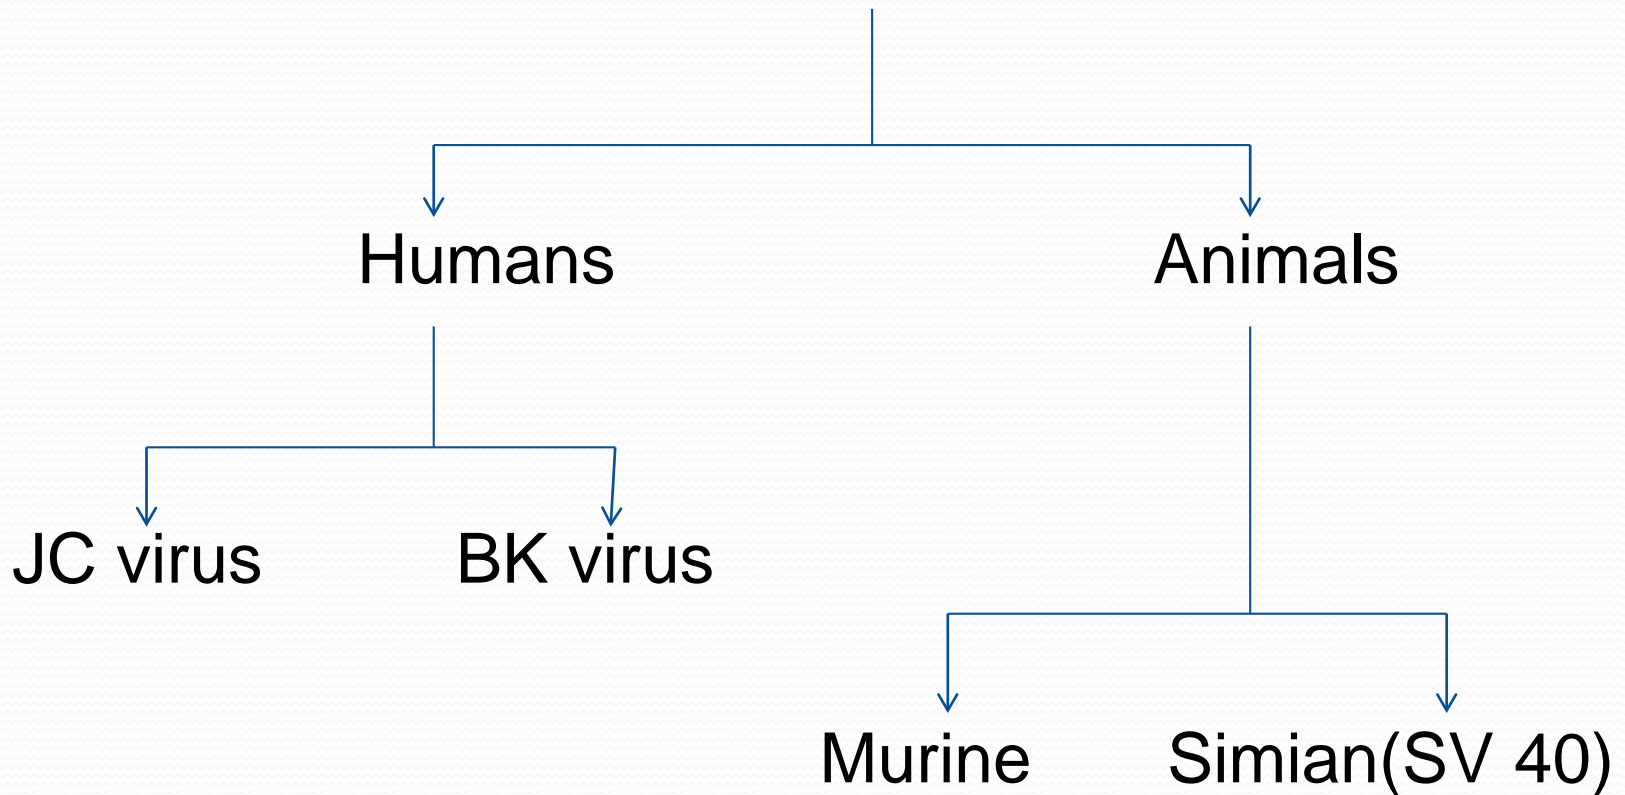 Humans
Animals
JC virus
BK virus
Murine
Simian(SV 40)